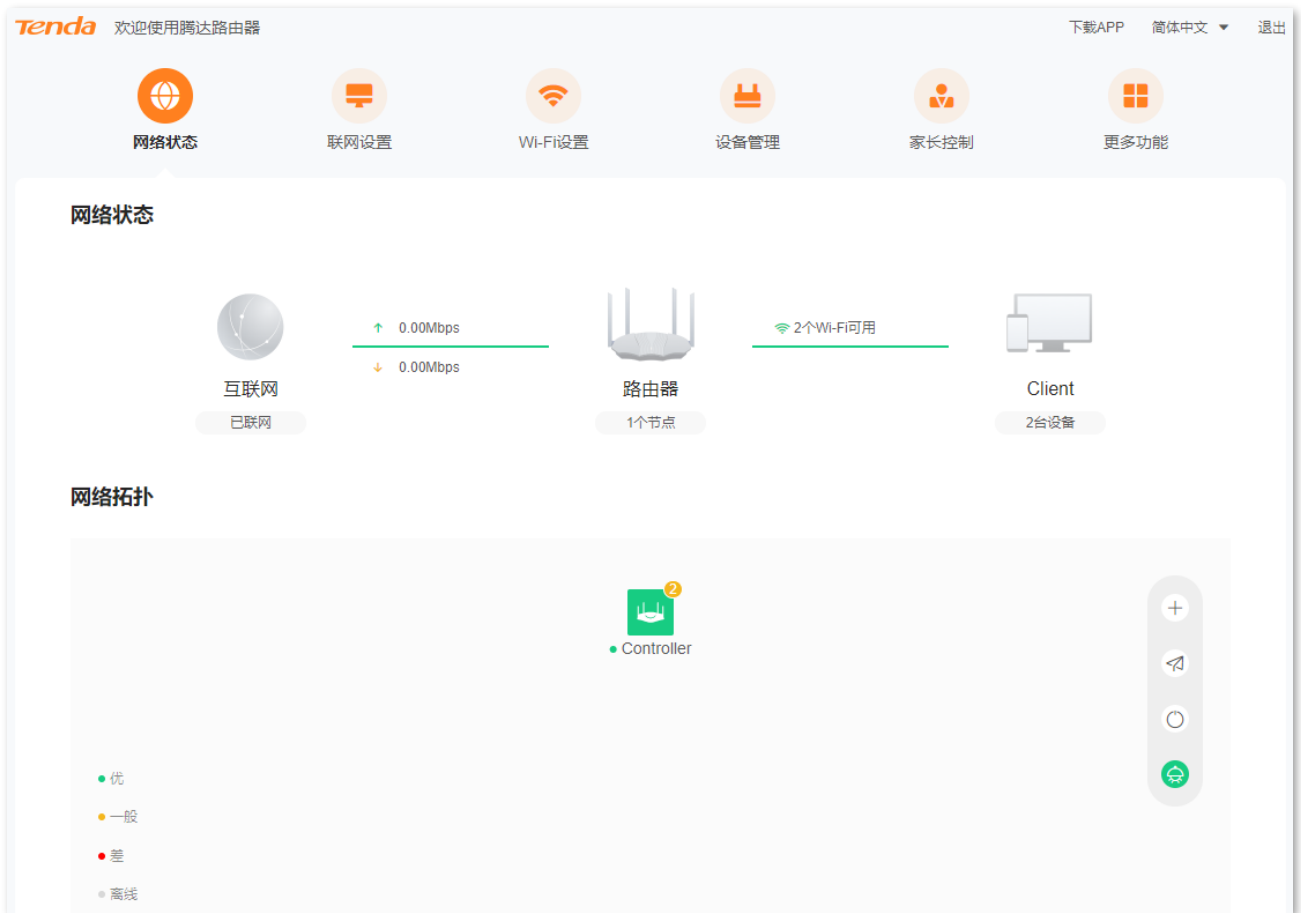 Tenda 欢迎使用腾达路由器 下载APP 简体中文 退出
网络状态 联网设置 Wi-Fi设置 设备管理 家长控制 更多功能
网络状态
0.00Mbps 2个Wi-Fi可用
0.00Mbps
互联网 路由器 Client
已联网 1个节点 2台设备
网络拓扑
2
Controller
优
一般
差
离线